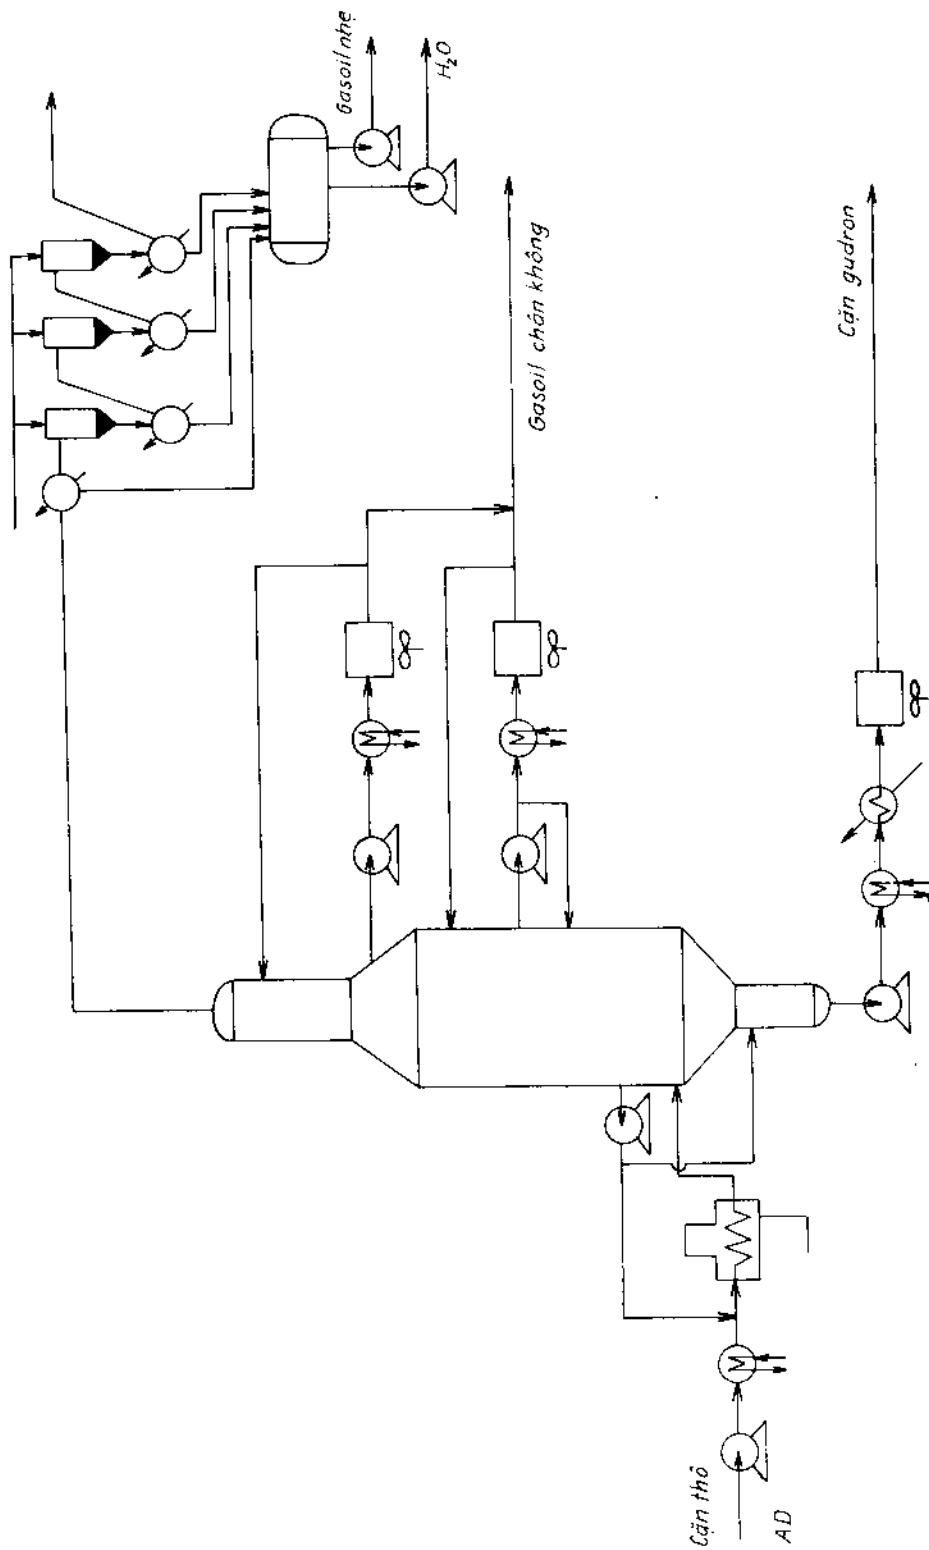 Gasoil nhẹ
H₂O
Gasoil chân không
Cặn gudron
Cặn thô
AD